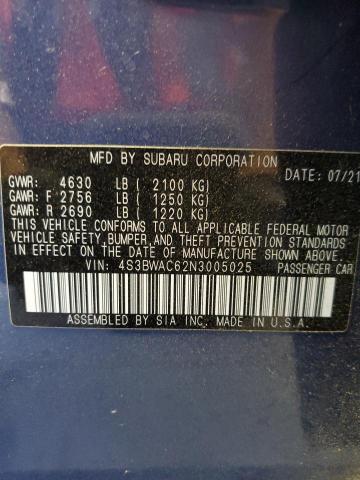 MFD BY SUBARU CORPORATION
DATE: 07/21
GVWR: 4630 LB ( 2100 KG)
GAWR: F 2756 LB ( 1250 KG)
GAWR: R 2690 LB ( 1220 KG)
THIS VEHICLE CONFORMS TO ALL APPLICABLE FEDERAL MOTOR
VEHICLE SAFETY,BUMPER,AND THEFT PREVENTION STANDARDS
IN EFFECT ON THE DATE OF MANUFACTURE SHOWN ABOVE.
VIN: 4S3BWAC62N3005025 PASSENGER CAR
ASSEMBLED BY SIA INC. MADE IN U.S.A.